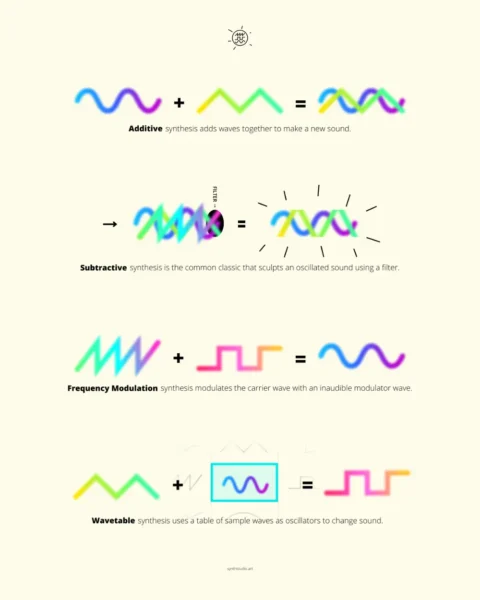 Additive synthesis adds waves together to make a new sound.
FILTER
Subtractive synthesis is the common classic that sculpts an oscillated sound using a filter.
Frequency Modulation synthesis modulates the carrier wave with an inaudible modulator wave.
Wavetable synthesis uses a table of sample waves as oscillators to change sound.